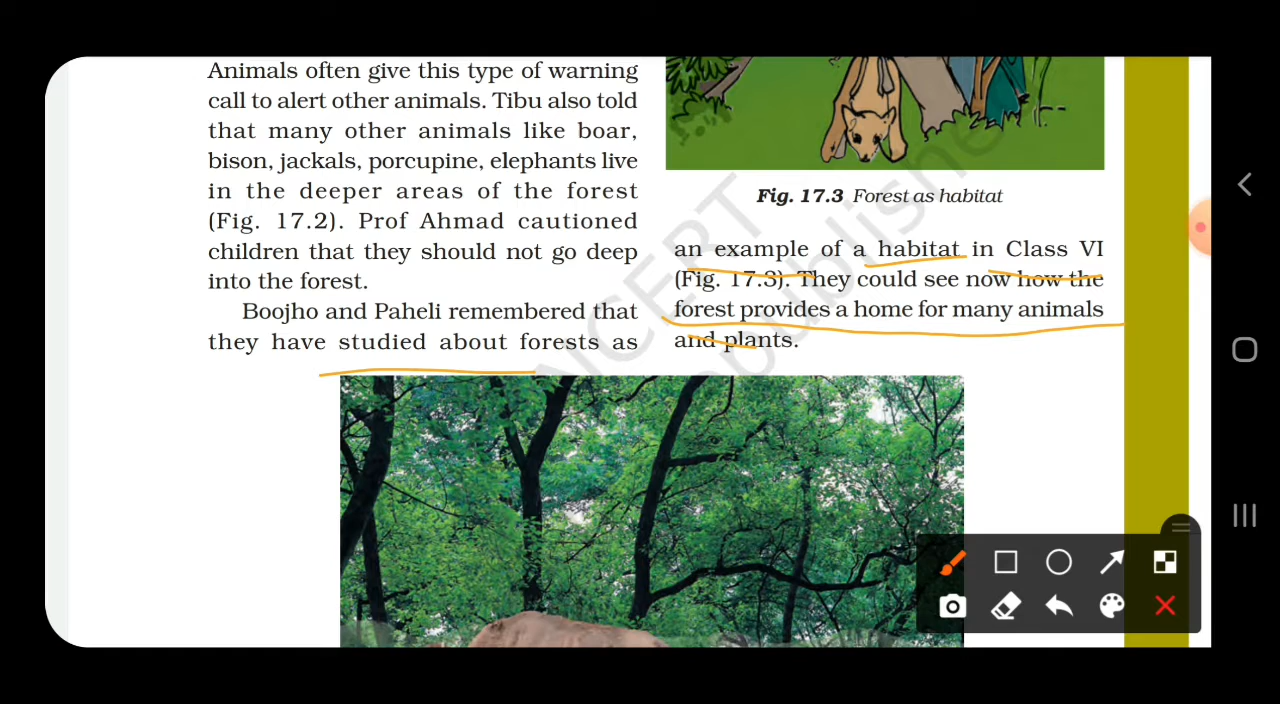 Animals often give this type of warning
call to alert other animals. Tibu also told
that many other animals like boar,
bison, jackals, porcupine, elephants live
in the deeper areas of the forest
(Fig. 17.2). Prof Ahmad cautioned
children that they should not go deep
into the forest.
Boojho and Paheli remembered that
they have studied about forests as
Fig. 17.3 Forest as habitat
an example of a habitat in Class VI
(Fig. 17.3). They could see now how the
forest provides a home for many animals
and plants.
NCERT